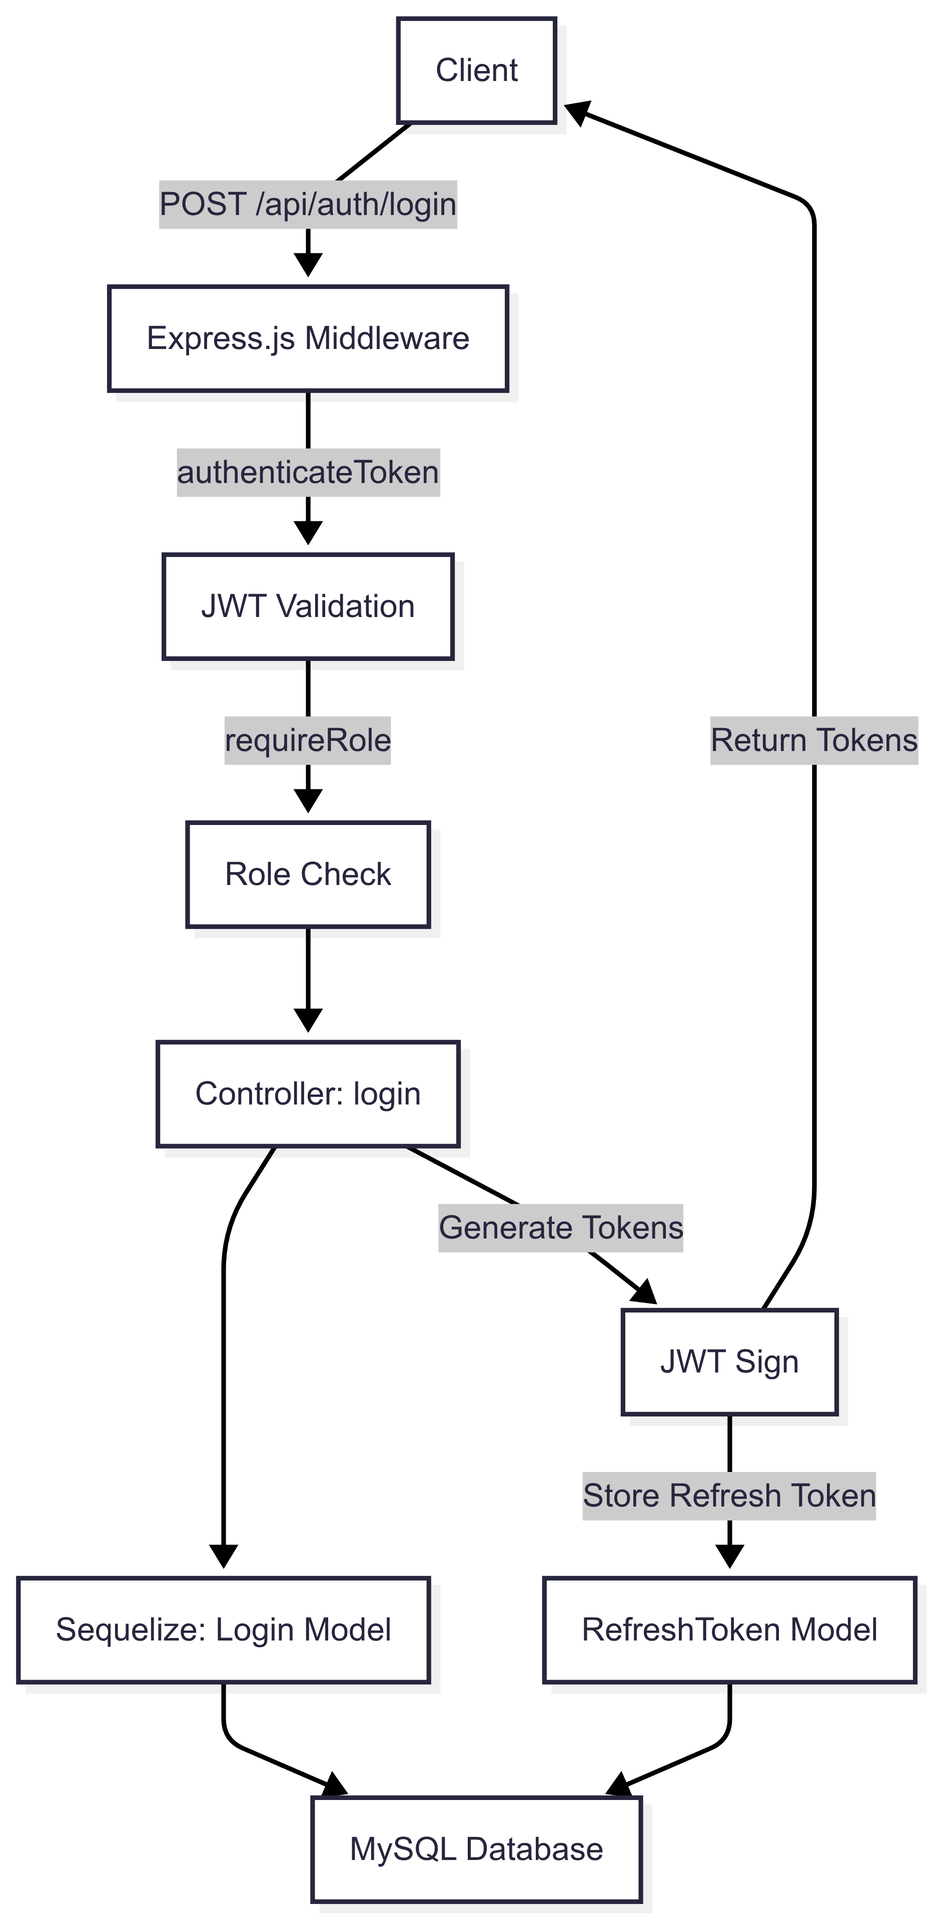 Client
POST /api/auth/login
Express.js Middleware
authenticateToken
JWT Validation
requireRole
Return Tokens
Role Check
Controller: login
Generate Tokens
JWT Sign
Store Refresh Token
Sequelize: Login Model
RefreshToken Model
MySQL Database